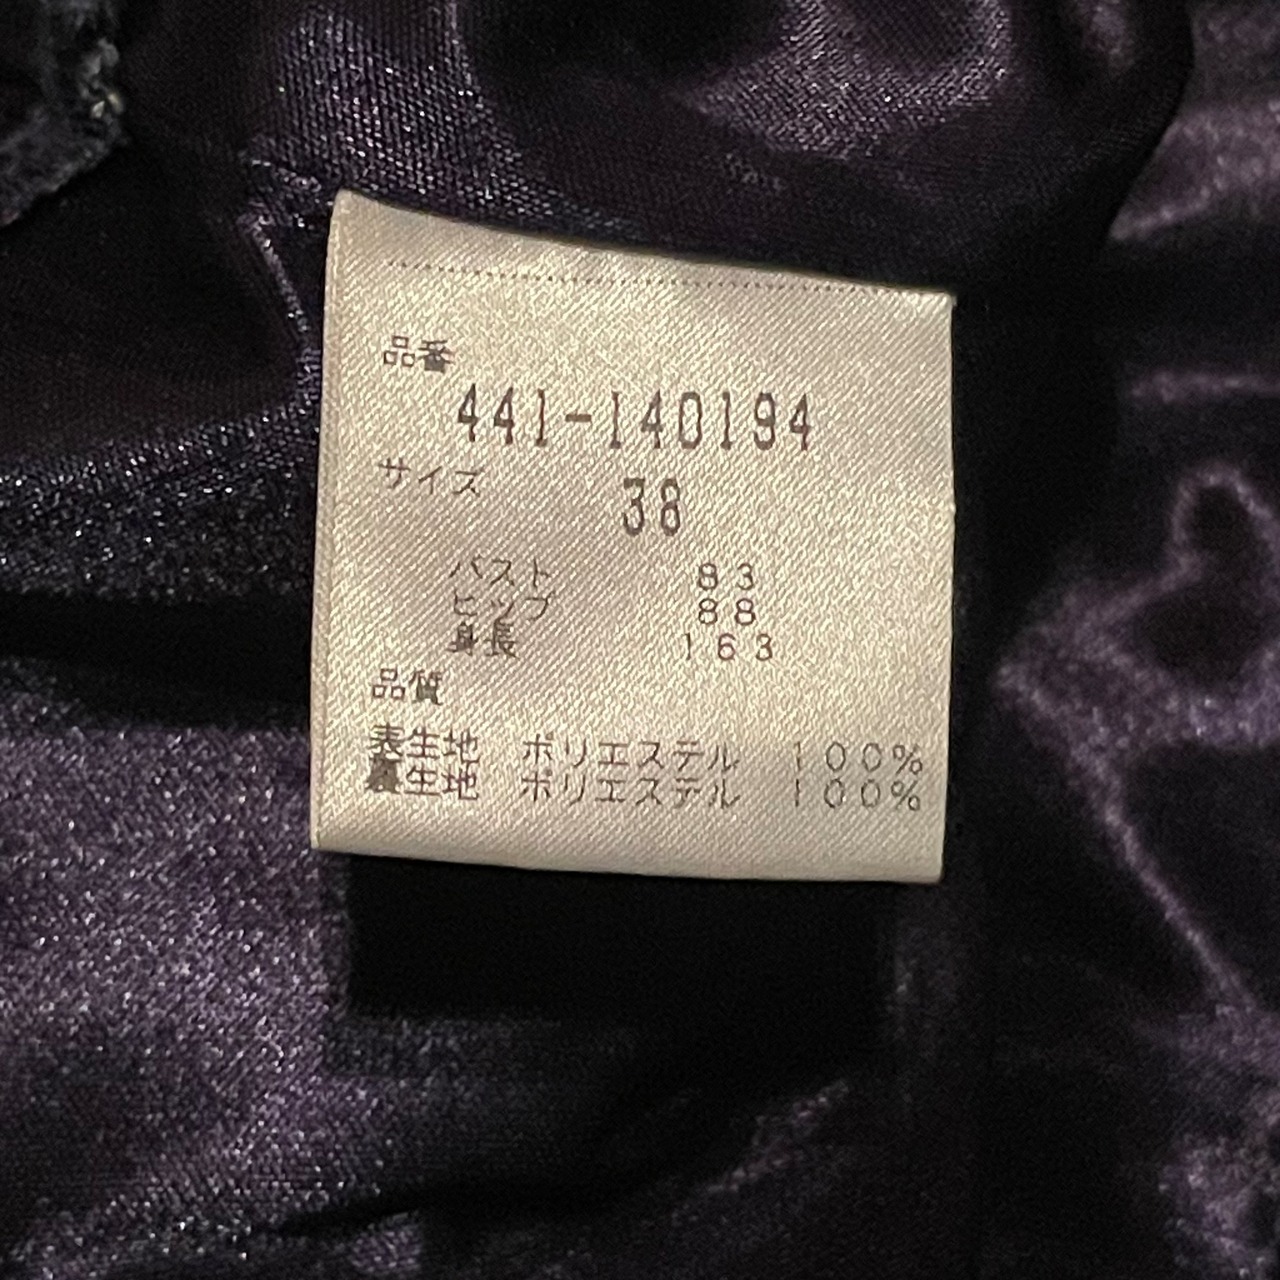 品番
441-140194
サイズ 38
バスト 83
ヒップ 88
身長 163
品質
表生地 ポリエステル 100%
裏生地 ポリエステル 100%